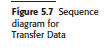 Figure 5.7 Sequence
diagram for
Transfer Data